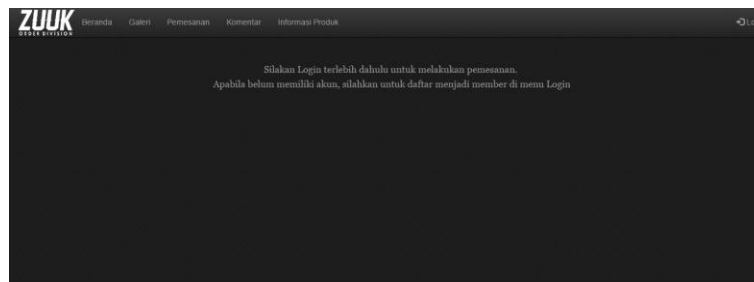 ZUUK
ORDER DIVISION
Beranda Galeri Pemesanan Komentar Informasi Produk
Silakan Login terlebih dahulu untuk melakukan pemesanan.
Apabila belum memiliki akun, silahkan untuk daftar menjadi member di menu Login